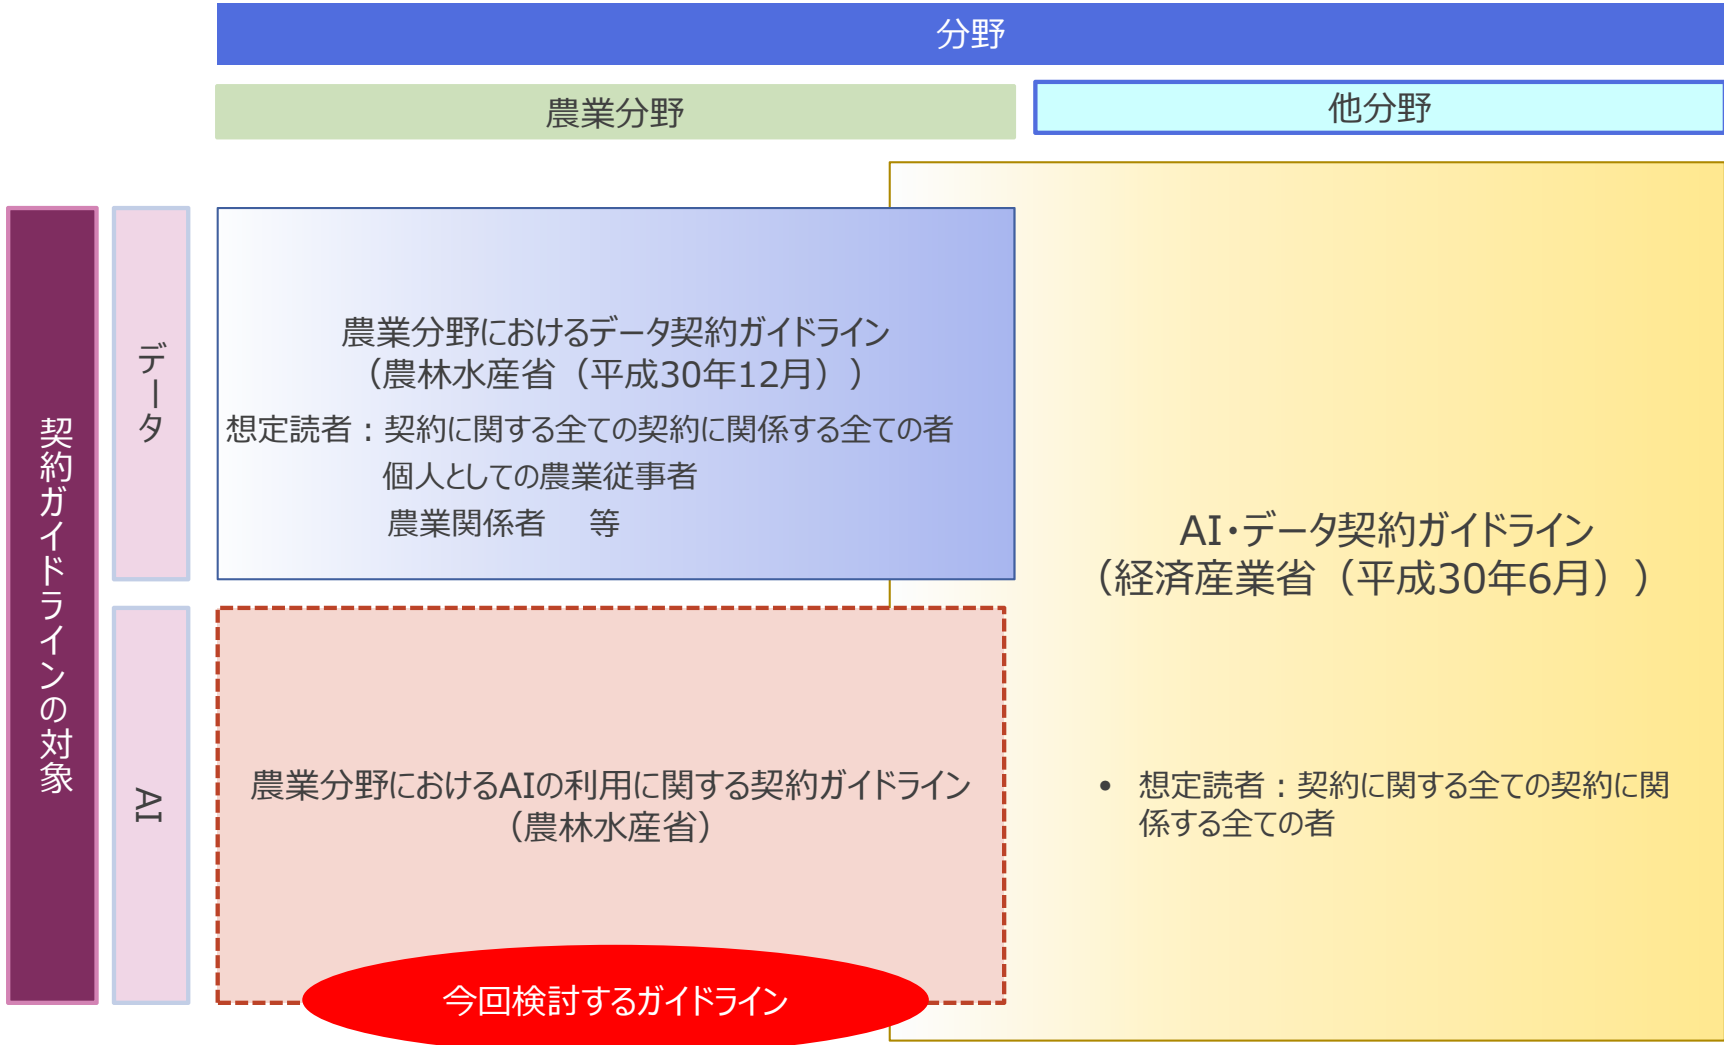 分野
農業分野
他分野
契約ガイドラインの対象
データ
農業分野におけるデータ契約ガイドライン
（農林水産省（平成30年12月））
想定読者：契約に関する全ての契約に関係する全ての者
個人としての農業従事者
農業関係者　等
AI・データ契約ガイドライン
（経済産業省（平成30年6月））
• 想定読者：契約に関する全ての契約に関
係する全ての者
AI
農業分野におけるAIの利用に関する契約ガイドライン
（農林水産省）
今回検討するガイドライン